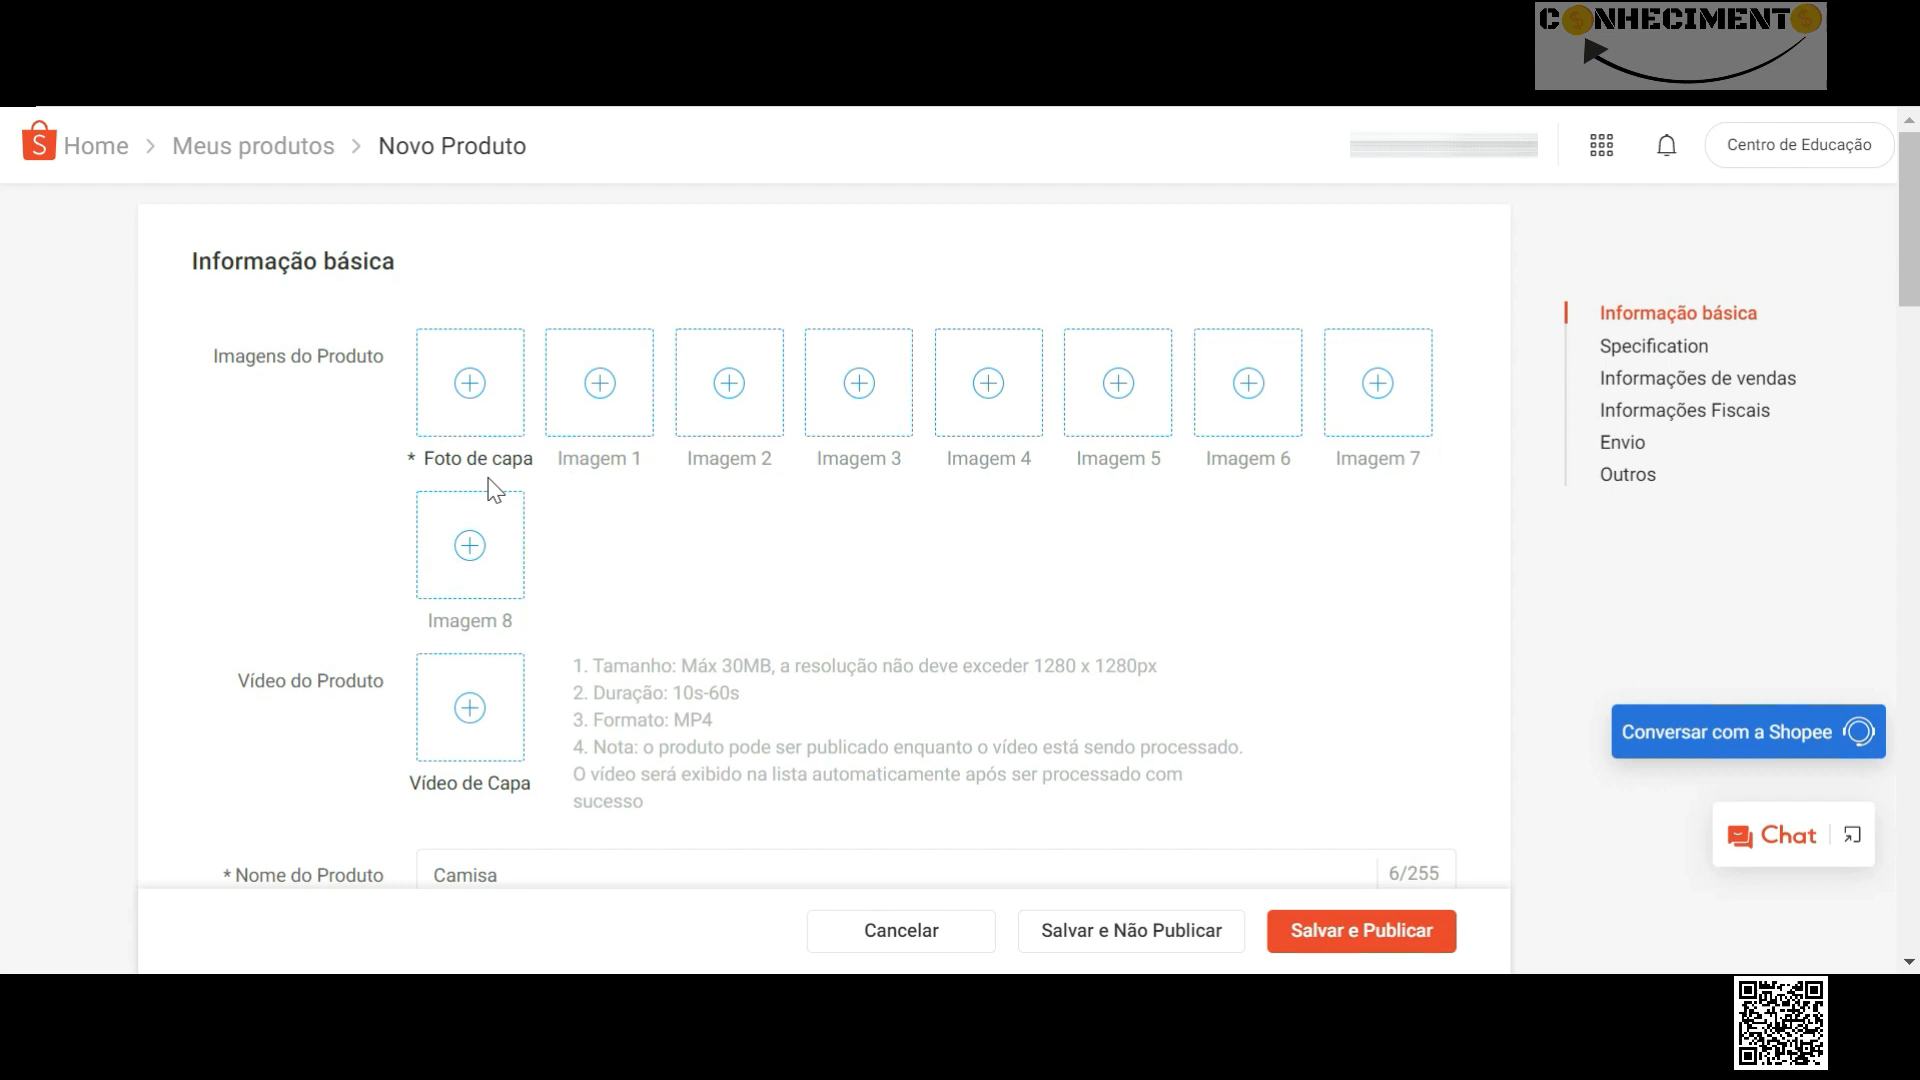 CONHECIMENTO
Home > Meus produtos > Novo Produto
Centro de Educação
Informação básica
Imagens do Produto
* Foto de capa
Imagem 1
Imagem 2
Imagem 3
Imagem 4
Imagem 5
Imagem 6
Imagem 7
Imagem 8
Vídeo do Produto
Vídeo de Capa
1. Tamanho: Máx 30MB, a resolução não deve exceder 1280 x 1280px
2. Duração: 10s-60s
3. Formato: MP4
4. Nota: o produto pode ser publicado enquanto o vídeo está sendo processado.
O vídeo será exibido na lista automaticamente após ser processado com
sucesso
* Nome do Produto
Camisa
6/255
Cancelar
Salvar e Não Publicar
Salvar e Publicar
Informação básica
Specification
Informações de vendas
Informações Fiscais
Envio
Outros
Conversar com a Shopee
Chat